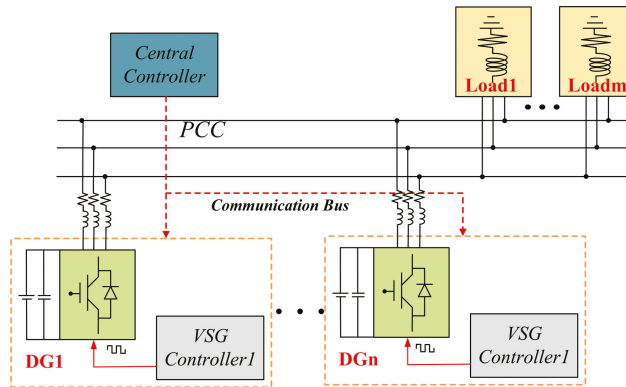 Central
Controller
Load1
Loadm
PCC
Communication Bus
DG1
VSG
Controller1
DGn
VSG
Controller1